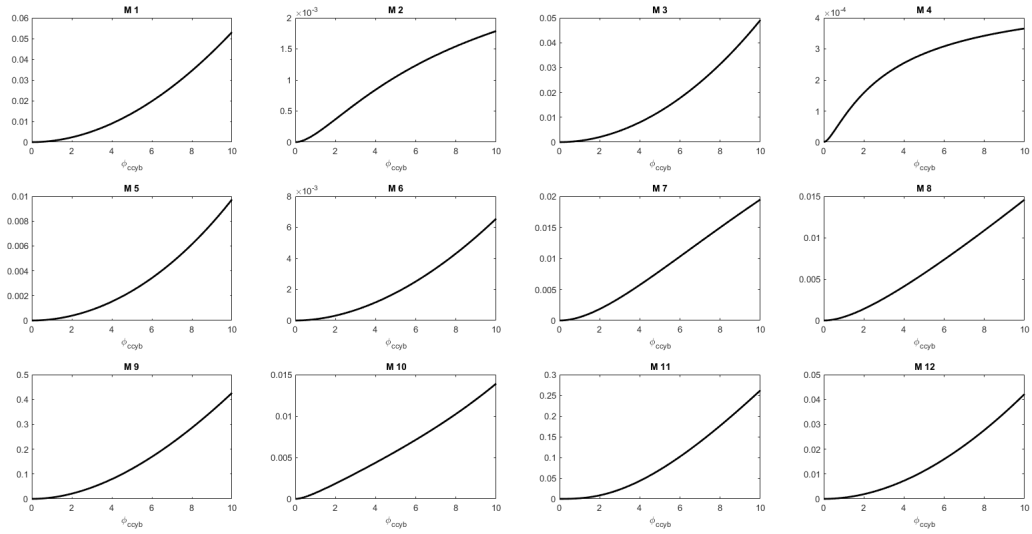 M 1
0.06
0.05
0.04
0.03
0.02
0.01
0
0 2 4 6 8 10
ϕccyb
M 2
×10-3
2
1.5
1
0.5
0
0 2 4 6 8 10
ϕccyb
M 3
0.05
0.04
0.03
0.02
0.01
0
0 2 4 6 8 10
ϕccyb
M 4
×10-4
4
3
2
1
0
0 2 4 6 8 10
ϕccyb
M 5
0.01
0.008
0.006
0.004
0.002
0
0 2 4 6 8 10
ϕccyb
M 6
×10-3
8
6
4
2
0
0 2 4 6 8 10
ϕccyb
M 7
0.02
0.015
0.01
0.005
0
0 2 4 6 8 10
ϕccyb
M 8
0.015
0.01
0.005
0
0 2 4 6 8 10
ϕccyb
M 9
0.5
0.4
0.3
0.2
0.1
0
0 2 4 6 8 10
ϕccyb
M 10
0.015
0.01
0.005
0
0 2 4 6 8 10
ϕccyb
M 11
0.3
0.25
0.2
0.15
0.1
0.05
0
0 2 4 6 8 10
ϕccyb
M 12
0.05
0.04
0.03
0.02
0.01
0
0 2 4 6 8 10
ϕccyb